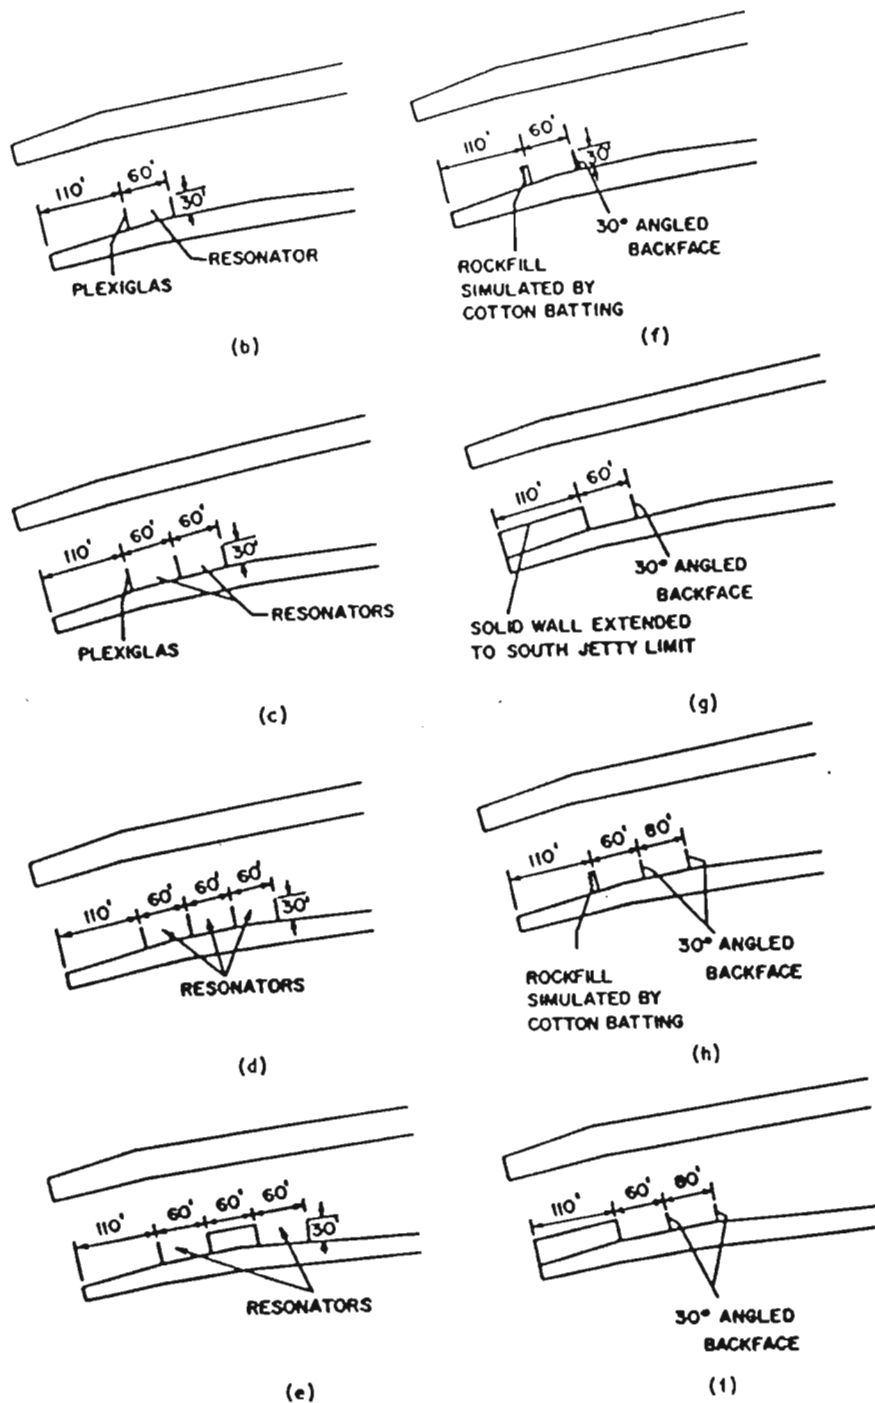 110' 60'
30'
RESONATOR
PLEXIGLAS
(b)
110' 60' 60'
30'
RESONATORS
PLEXIGLAS
(c)
110' 60' 60' 60'
30'
RESONATORS
(d)
110' 60' 60' 60'
30'
RESONATORS
(e)
110' 60'
30'
30° ANGLED
BACKFACE
ROCKFILL
SIMULATED BY
COTTON BATTING
(f)
110' 60'
30° ANGLED
BACKFACE
SOLID WALL EXTENDED
TO SOUTH JETTY LIMIT
(g)
110' 60' 80'
30° ANGLED
BACKFACE
ROCKFILL
SIMULATED BY
COTTON BATTING
(h)
110' 60' 80'
30° ANGLED
BACKFACE
(i)